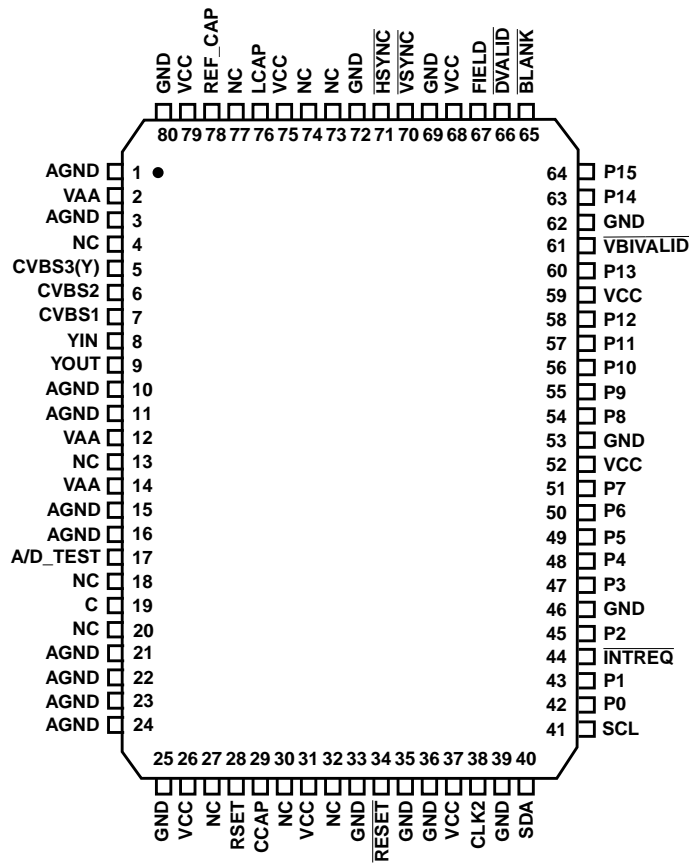 GND VCC REF_CAP NC LCAP VCC NC NC GND HSYNC VSYNC GND VCC FIELD DVALID BLANK
80 79 78 77 76 75 74 73 72 71 70 69 68 67 66 65
AGND 1 64 P15
VAA 2 63 P14
AGND 3 62 GND
NC 4 61 VBIVALID
CVBS3(Y) 5 60 P13
CVBS2 6 59 VCC
CVBS1 7 58 P12
YIN 8 57 P11
YOUT 9 56 P10
AGND 10 55 P9
AGND 11 54 P8
VAA 12 53 GND
NC 13 52 VCC
VAA 14 51 P7
AGND 15 50 P6
AGND 16 49 P5
A/D_TEST 17 48 P4
NC 18 47 P3
C 19 46 GND
NC 20 45 P2
AGND 21 44 INTREQ
AGND 22 43 P1
AGND 23 42 P0
AGND 24 41 SCL
25 26 27 28 29 30 31 32 33 34 35 36 37 38 39 40
GND VCC NC RSET CCAP NC VCC NC GND RESET GND GND VCC CLK2 GND SDA